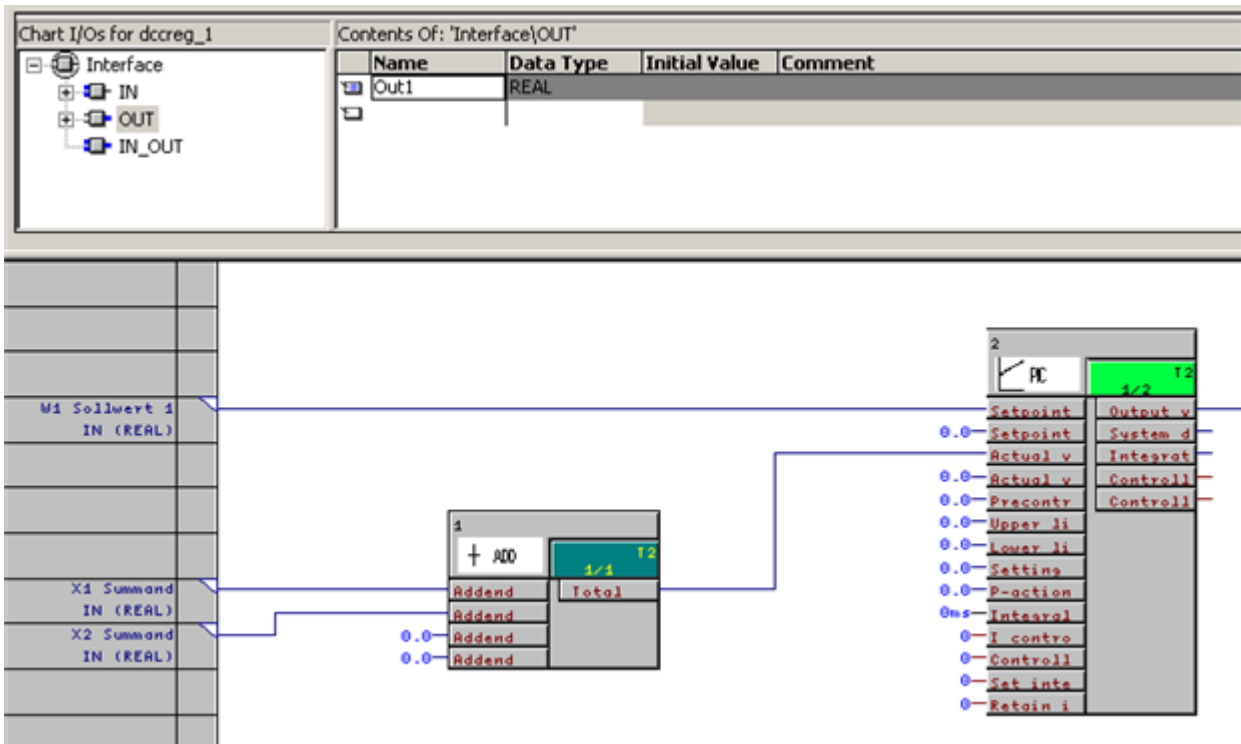 Chart I/Os for dccreg_1
Interface
IN
OUT
IN_OUT
Contents Of: 'Interface\OUT'
Name Data Type Initial Value Comment
Out1 REAL
W1 Sollwert 1
IN (REAL)
X1 Summand
IN (REAL)
X2 Summand
IN (REAL)
1
+ ADD
T2
1/1
Addend Total
Addend
0.0 Addend
0.0 Addend
2
PIC
T2
1/2
Setpoint Output v
0.0 Setpoint System d
Actual v Integrat
0.0 Actual v Controll
0.0 Precontr Controll
0.0 Upper li
0.0 Lower li
0.0 Setting
0.0 P-action
0ms Integral
0 I contro
0 Controll
0 Set inte
0 Retain i